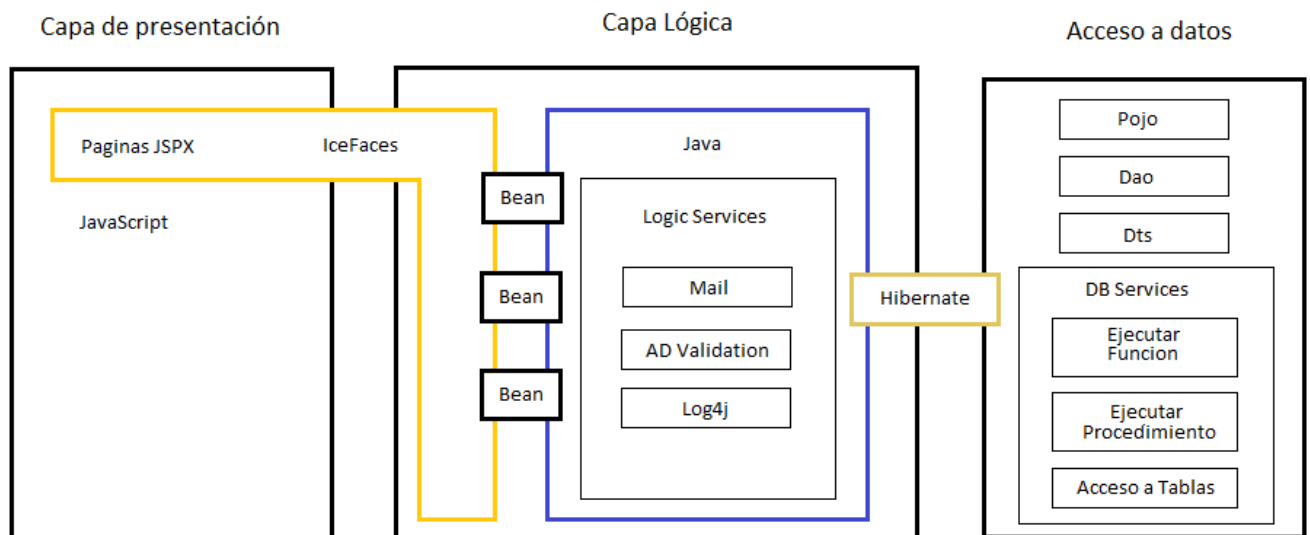 Capa de presentación
Capa Lógica
Acceso a datos
Paginas JSPX
IceFaces
JavaScript
Bean
Bean
Bean
Java
Logic Services
Mail
AD Validation
Log4j
Hibernate
Pojo
Dao
Dts
DB Services
Ejecutar
Funcion
Ejecutar
Procedimiento
Acceso a Tablas